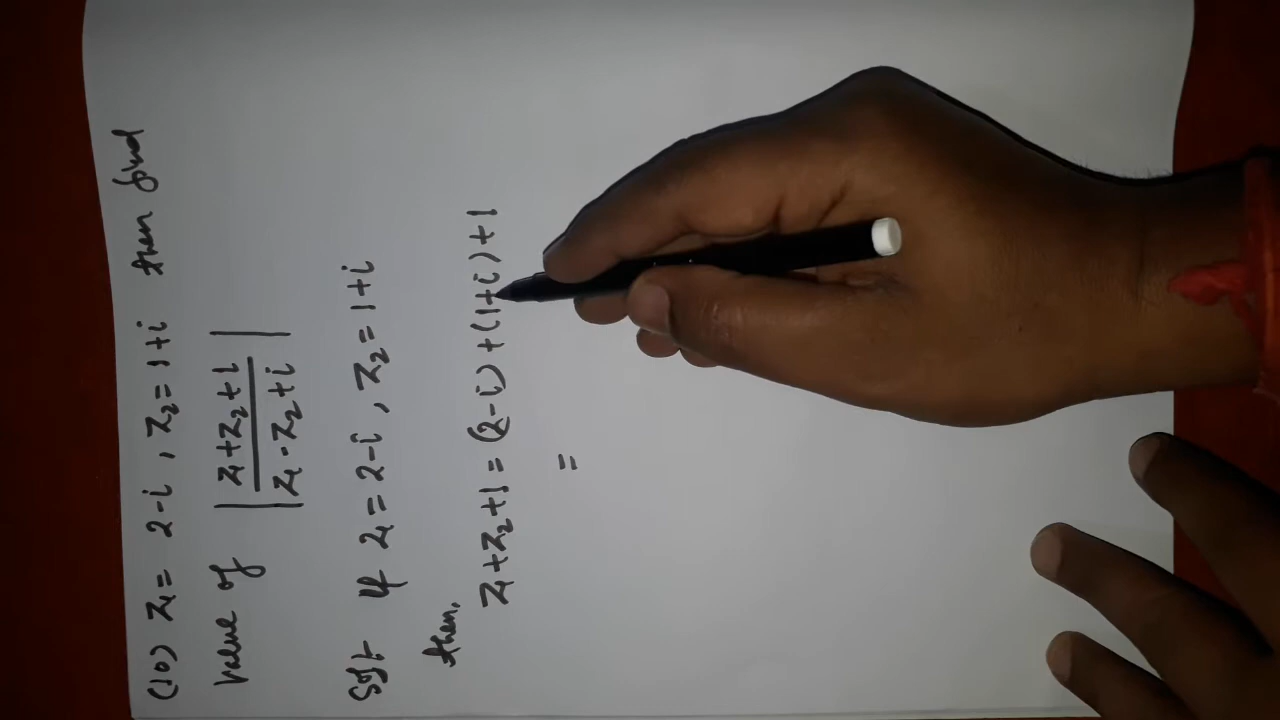 (10) z₁ = 2-i , z₂ = 1+i then find
value of | z₁+z₂+1 / z₁-z₂+i |
Solⁿ: If z₁ = 2-i , z₂ = 1+i
then,
z₁+z₂+1 = (2-i)+(1+i)+1
=